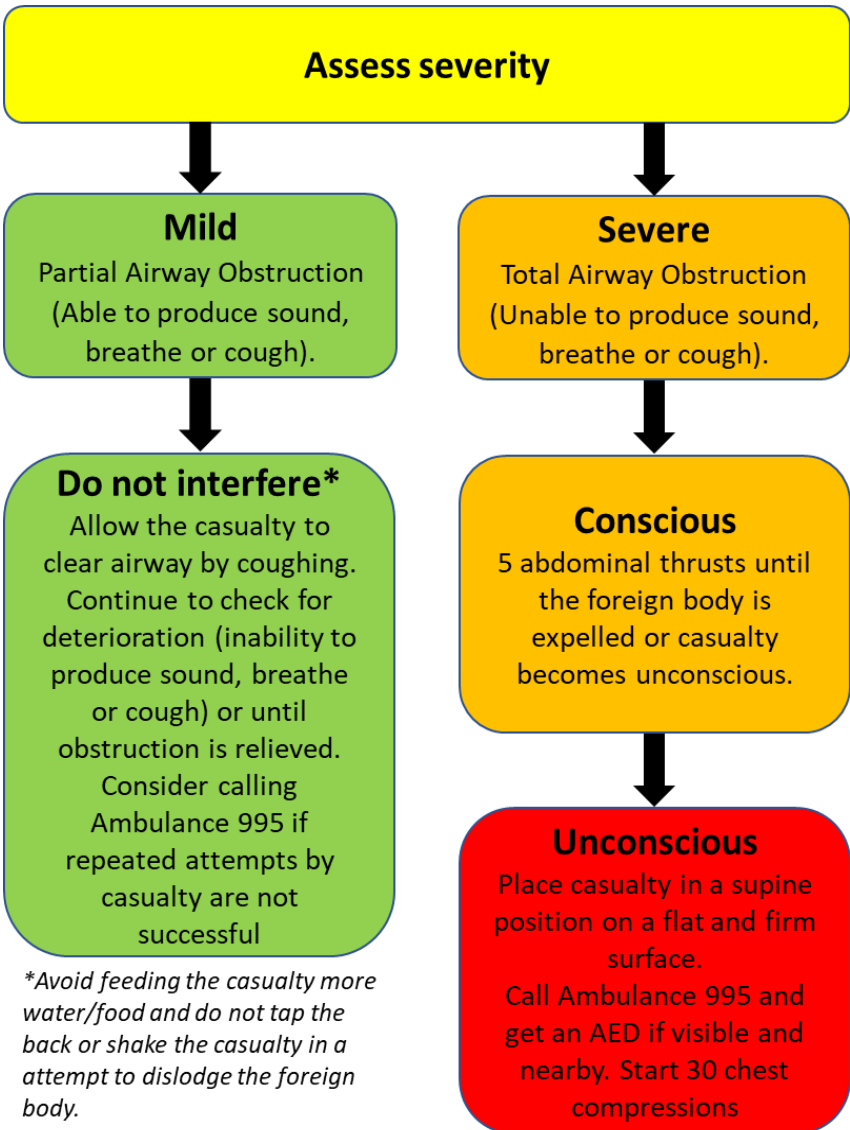 Assess severity
Mild
Partial Airway Obstruction
(Able to produce sound,
breathe or cough).
Do not interfere*
Allow the casualty to
clear airway by coughing.
Continue to check for
deterioration (inability to
produce sound, breathe
or cough) or until
obstruction is relieved.
Consider calling
Ambulance 995 if
repeated attempts by
casualty are not
successful
*Avoid feeding the casualty more
water/food and do not tap the
back or shake the casualty in a
attempt to dislodge the foreign
body.
Severe
Total Airway Obstruction
(Unable to produce sound,
breathe or cough).
Conscious
5 abdominal thrusts until
the foreign body is
expelled or casualty
becomes unconscious.
Unconscious
Place casualty in a supine
position on a flat and firm
surface.
Call Ambulance 995 and
get an AED if visible and
nearby. Start 30 chest
compressions